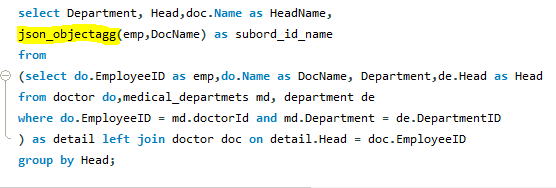 select Department, Head,doc.Name as HeadName,
json_objectagg(emp,DocName) as subord_id_name
from
(select do.EmployeeID as emp,do.Name as DocName, Department,de.Head as Head
from doctor do,medical_departmets md, department de
where do.EmployeeID = md.doctorId and md.Department = de.DepartmentID
) as detail left join doctor doc on detail.Head = doc.EmployeeID
group by Head;